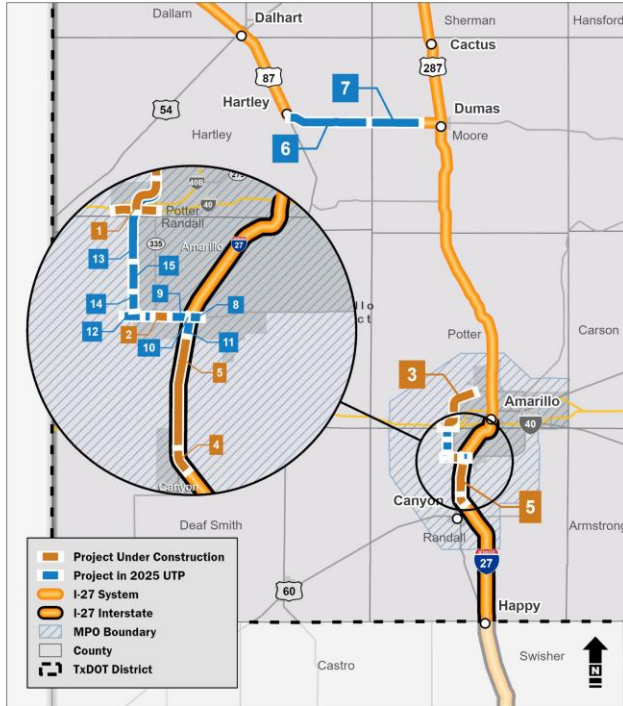 Dallam
Dalhart
Sherman
Hansford
Cactus
87
287
54
7
Hartley
Dumas
Moore
Hartley
6
40B
40
1
Potter
Randall
335
Amarillo
27
13
15
9
8
14
12
2
10
11
5
4
Canyon
Potter
Carson
3
Amarillo
40
Canyon
5
Deaf Smith
Randall
Armstrong
27
60
Happy
Castro
Swisher
N
Project Under Construction
Project in 2025 UTP
I-27 System
I-27 Interstate
MPO Boundary
County
TxDOT District